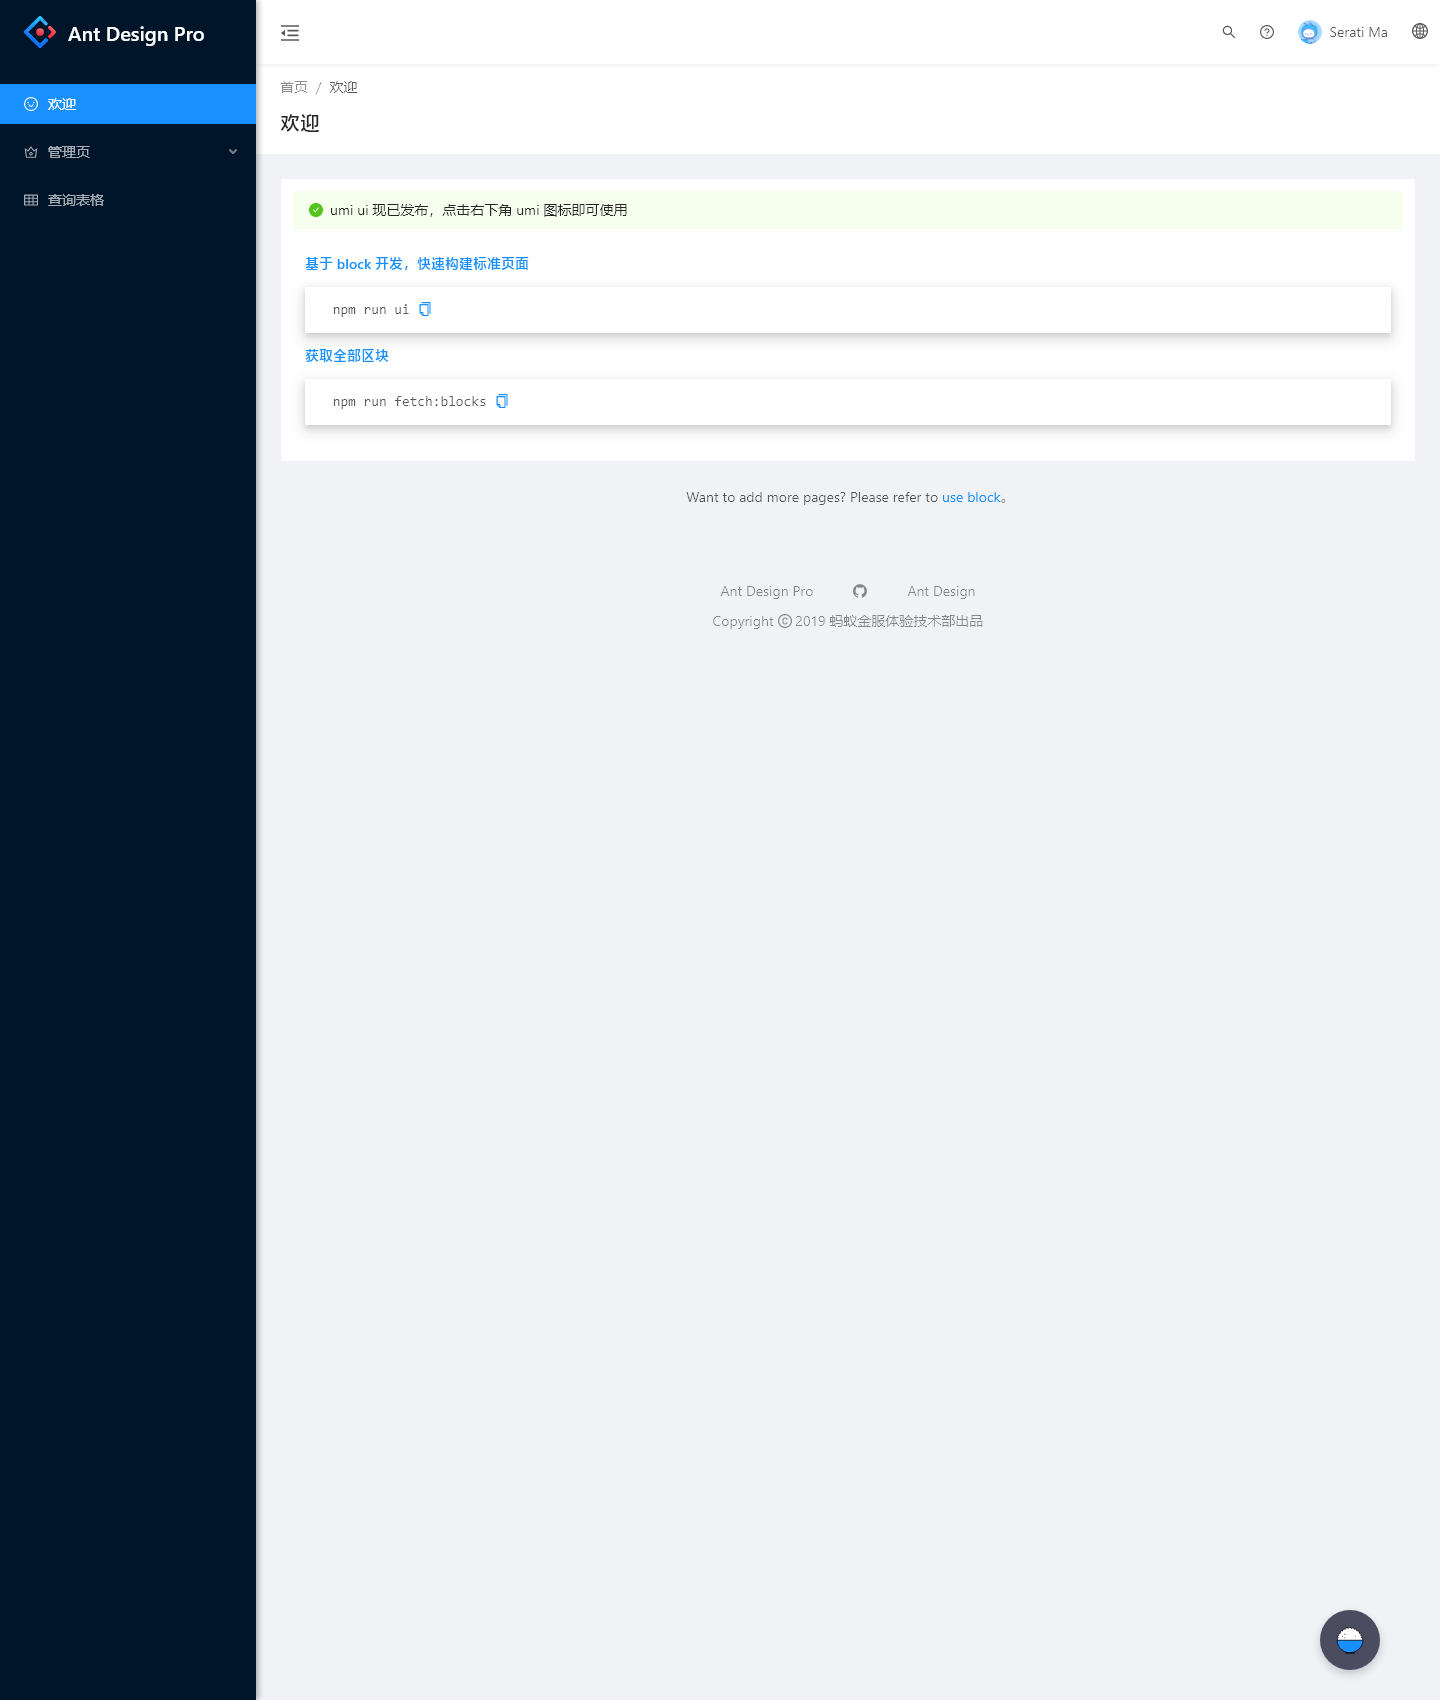 Ant Design Pro
欢迎
管理页
查询表格
Serati Ma
首页 / 欢迎
欢迎
umi ui 现已发布，点击右下角 umi 图标即可使用
基于 block 开发，快速构建标准页面
npm run ui
获取全部区块
npm run fetch:blocks
Want to add more pages? Please refer to use block。
Ant Design Pro Ant Design
Copyright © 2019 蚂蚁金服体验技术部出品